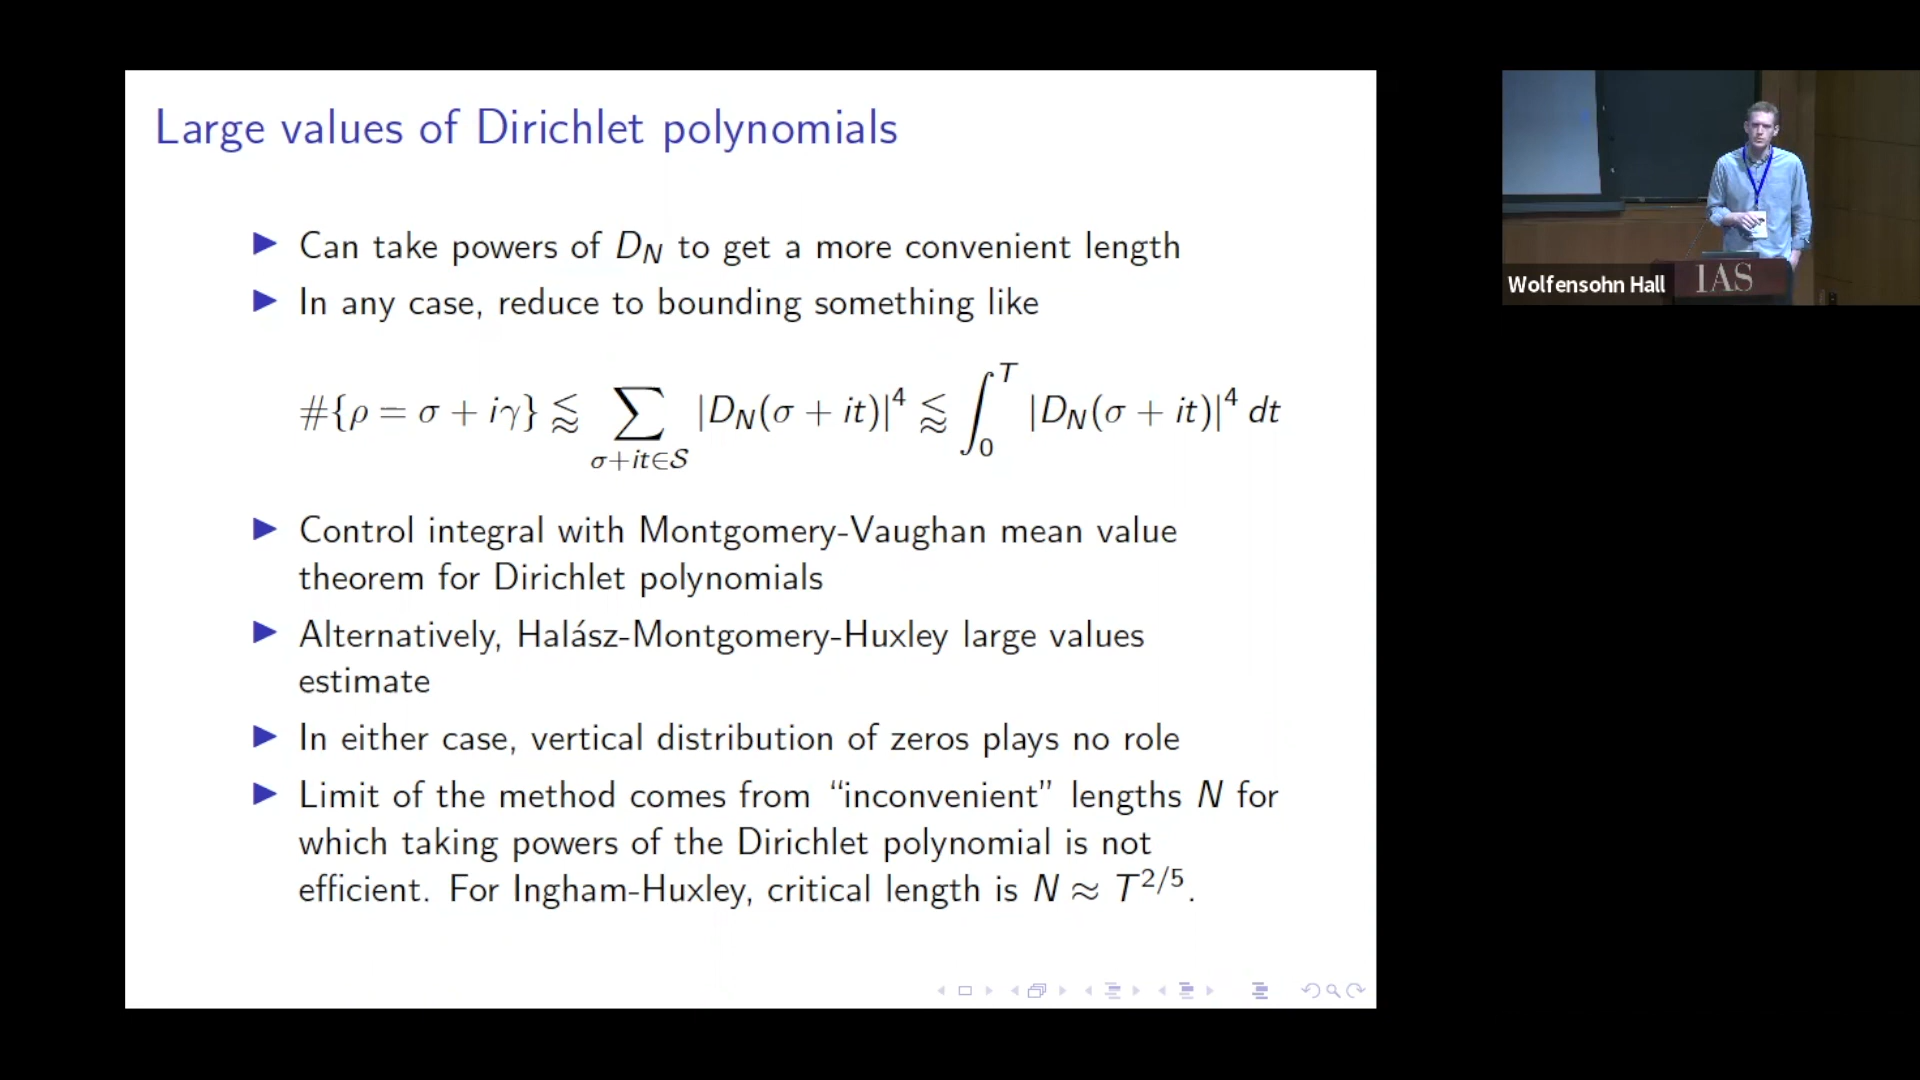 Large values of Dirichlet polynomials
▶ Can take powers of D_N to get a more convenient length
▶ In any case, reduce to bounding something like
#{ρ = σ + iγ} ⪅ ∑_{σ+it∈𝒮} |D_N(σ + it)|⁴ ⪅ ∫₀ᵀ |D_N(σ + it)|⁴ dt
▶ Control integral with Montgomery-Vaughan mean value
theorem for Dirichlet polynomials
▶ Alternatively, Halász-Montgomery-Huxley large values
estimate
▶ In either case, vertical distribution of zeros plays no role
▶ Limit of the method comes from “inconvenient” lengths N for
which taking powers of the Dirichlet polynomial is not
efficient. For Ingham-Huxley, critical length is N ≈ T^{2/5}.
Wolfensohn Hall
IAS